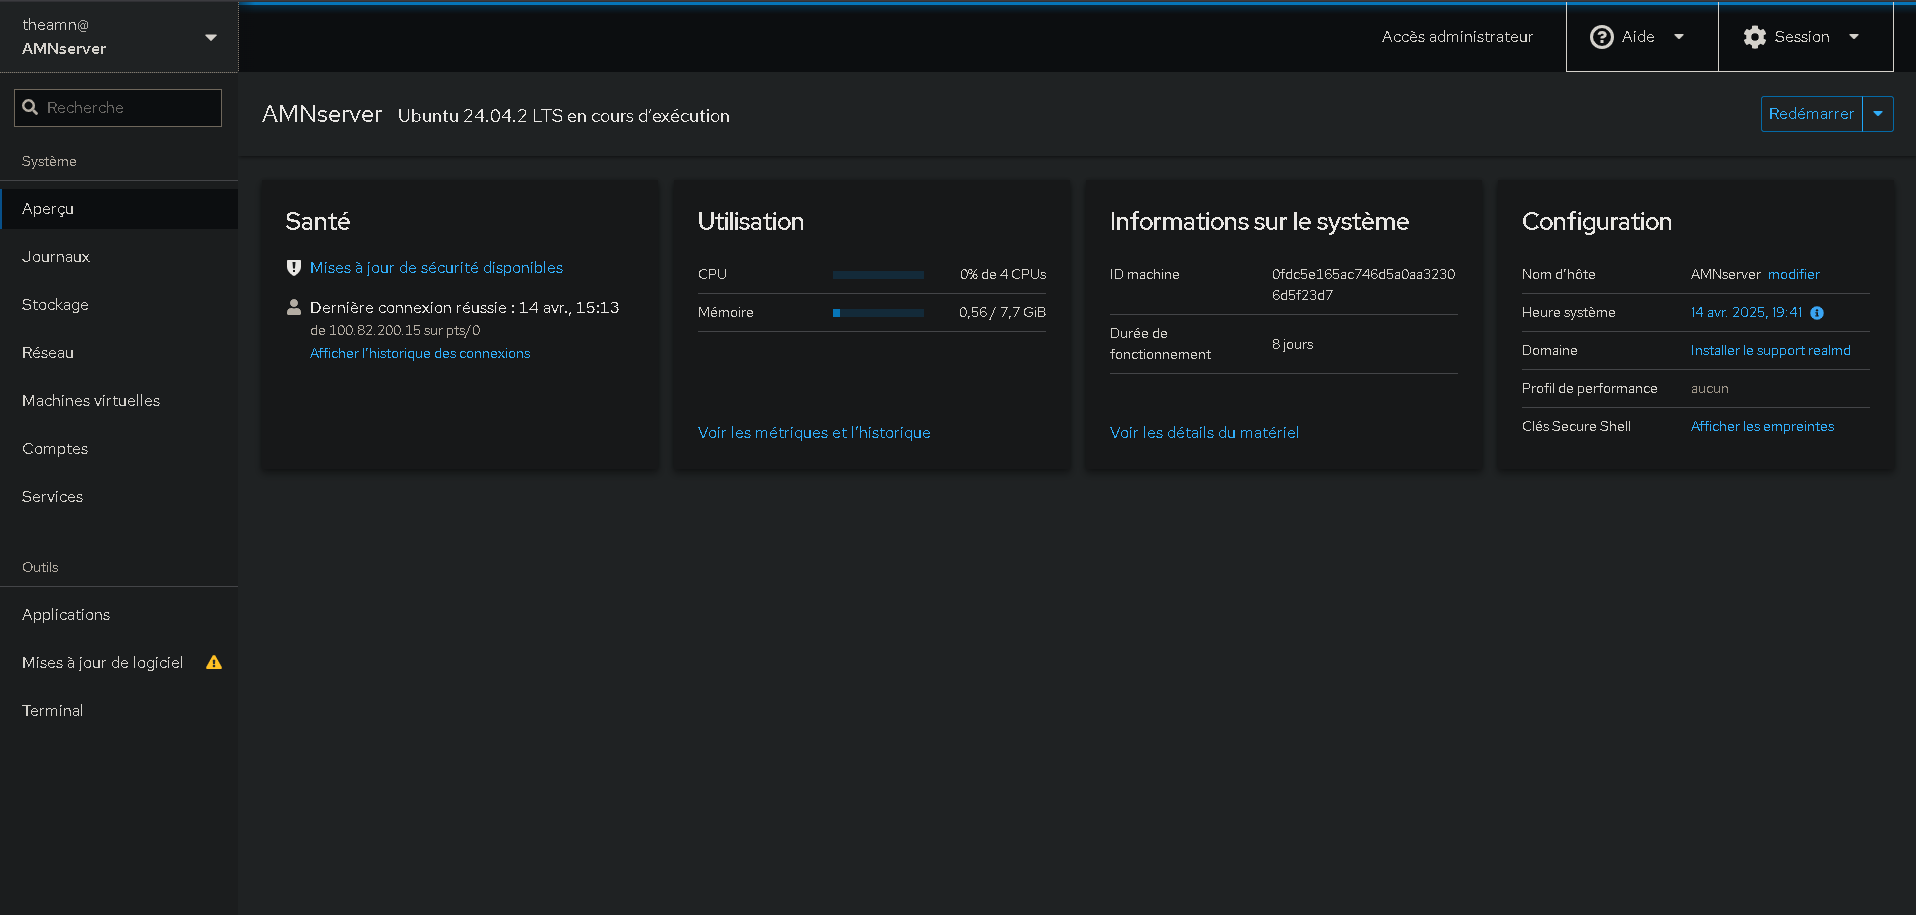 theamn@
AMNserver
Accès administrateur
Aide
Session
Recherche
Système
Aperçu
Journaux
Stockage
Réseau
Machines virtuelles
Comptes
Services
Outils
Applications
Mises à jour de logiciel
Terminal
AMNserver Ubuntu 24.04.2 LTS en cours d'exécution
Redémarrer
Santé
Mises à jour de sécurité disponibles
Dernière connexion réussie : 14 avr., 15:13
de 100.82.200.15 sur pts/0
Afficher l'historique des connexions
Utilisation
CPU 0% de 4 CPUs
Mémoire 0,56 / 7,7 GiB
Voir les métriques et l'historique
Informations sur le système
ID machine 0fdc5e165ac746d5a0aa3230
6d5f23d7
Durée de
fonctionnement 8 jours
Voir les détails du matériel
Configuration
Nom d'hôte AMNserver modifier
Heure système 14 avr. 2025, 19:41
Domaine Installer le support realmd
Profil de performance aucun
Clés Secure Shell Afficher les empreintes